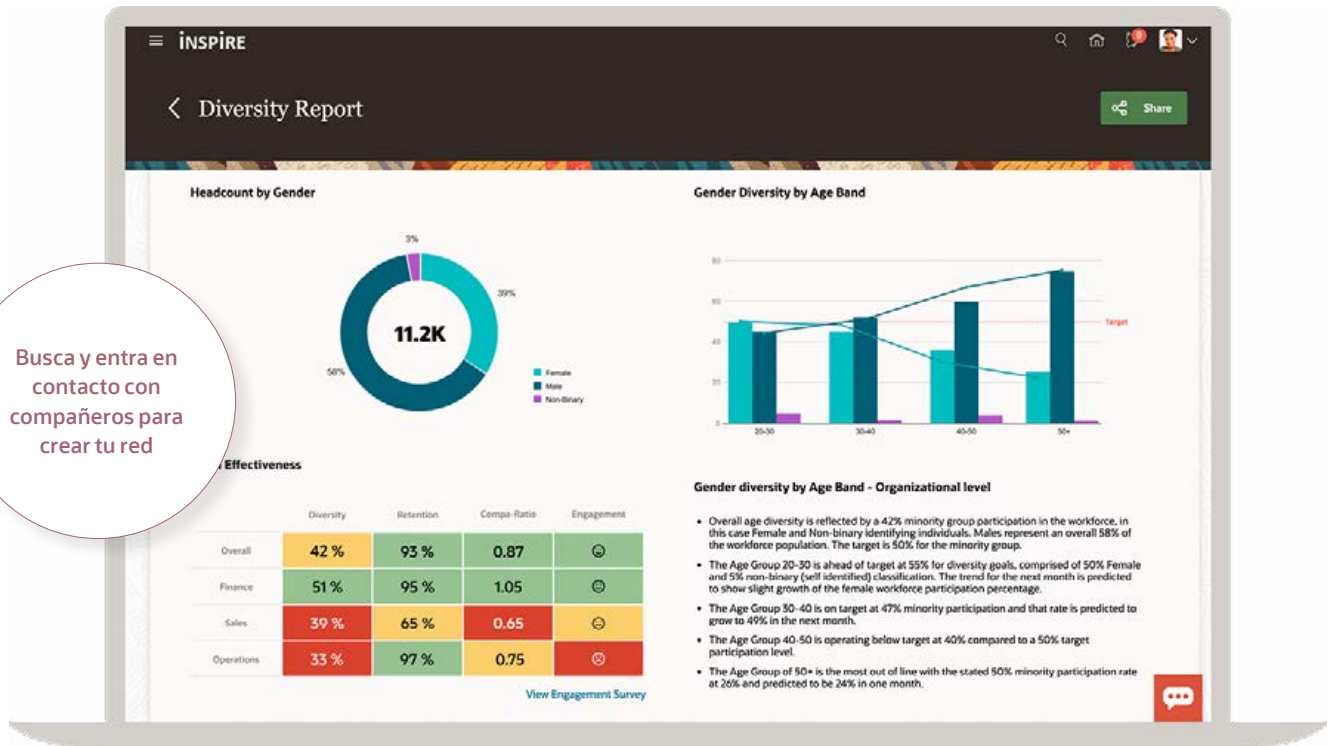 iNSPiRE
9
Diversity Report
Share
Headcount by Gender
3%
39%
58%
11.2K
Female
Male
Non-Binary
Gender Diversity by Age Band
80
60
40
20
0
Target
20-30
30-40
40-50
50+
Busca y entra en
contacto con
compañeros para
crear tu red
Effectiveness
Diversity Retention Compa-Ratio Engagement
Overall 42 % 93 % 0.87
Finance 51 % 95 % 1.05
Sales 39 % 65 % 0.65
Operations 33 % 97 % 0.75
View Engagement Survey
Gender diversity by Age Band - Organizational level
• Overall age diversity is reflected by a 42% minority group participation in the workforce, in
this case Female and Non-binary identifying individuals. Males represent an overall 58% of
the workforce population. The target is 50% for the minority group.
• The Age Group 20-30 is ahead of target at 55% for diversity goals, comprised of 50% Female
and 5% non-binary (self identified) classification. The trend for the next month is predicted
to show slight growth of the female workforce participation percentage.
• The Age Group 30-40 is on target at 47% minority participation and that rate is predicted to
grow to 49% in the next month.
• The Age Group 40-50 is operating below target at 40% compared to a 50% target
participation level.
• The Age Group of 50+ is the most out of line with the stated 50% minority participation rate
at 26% and predicted to be 24% in one month.